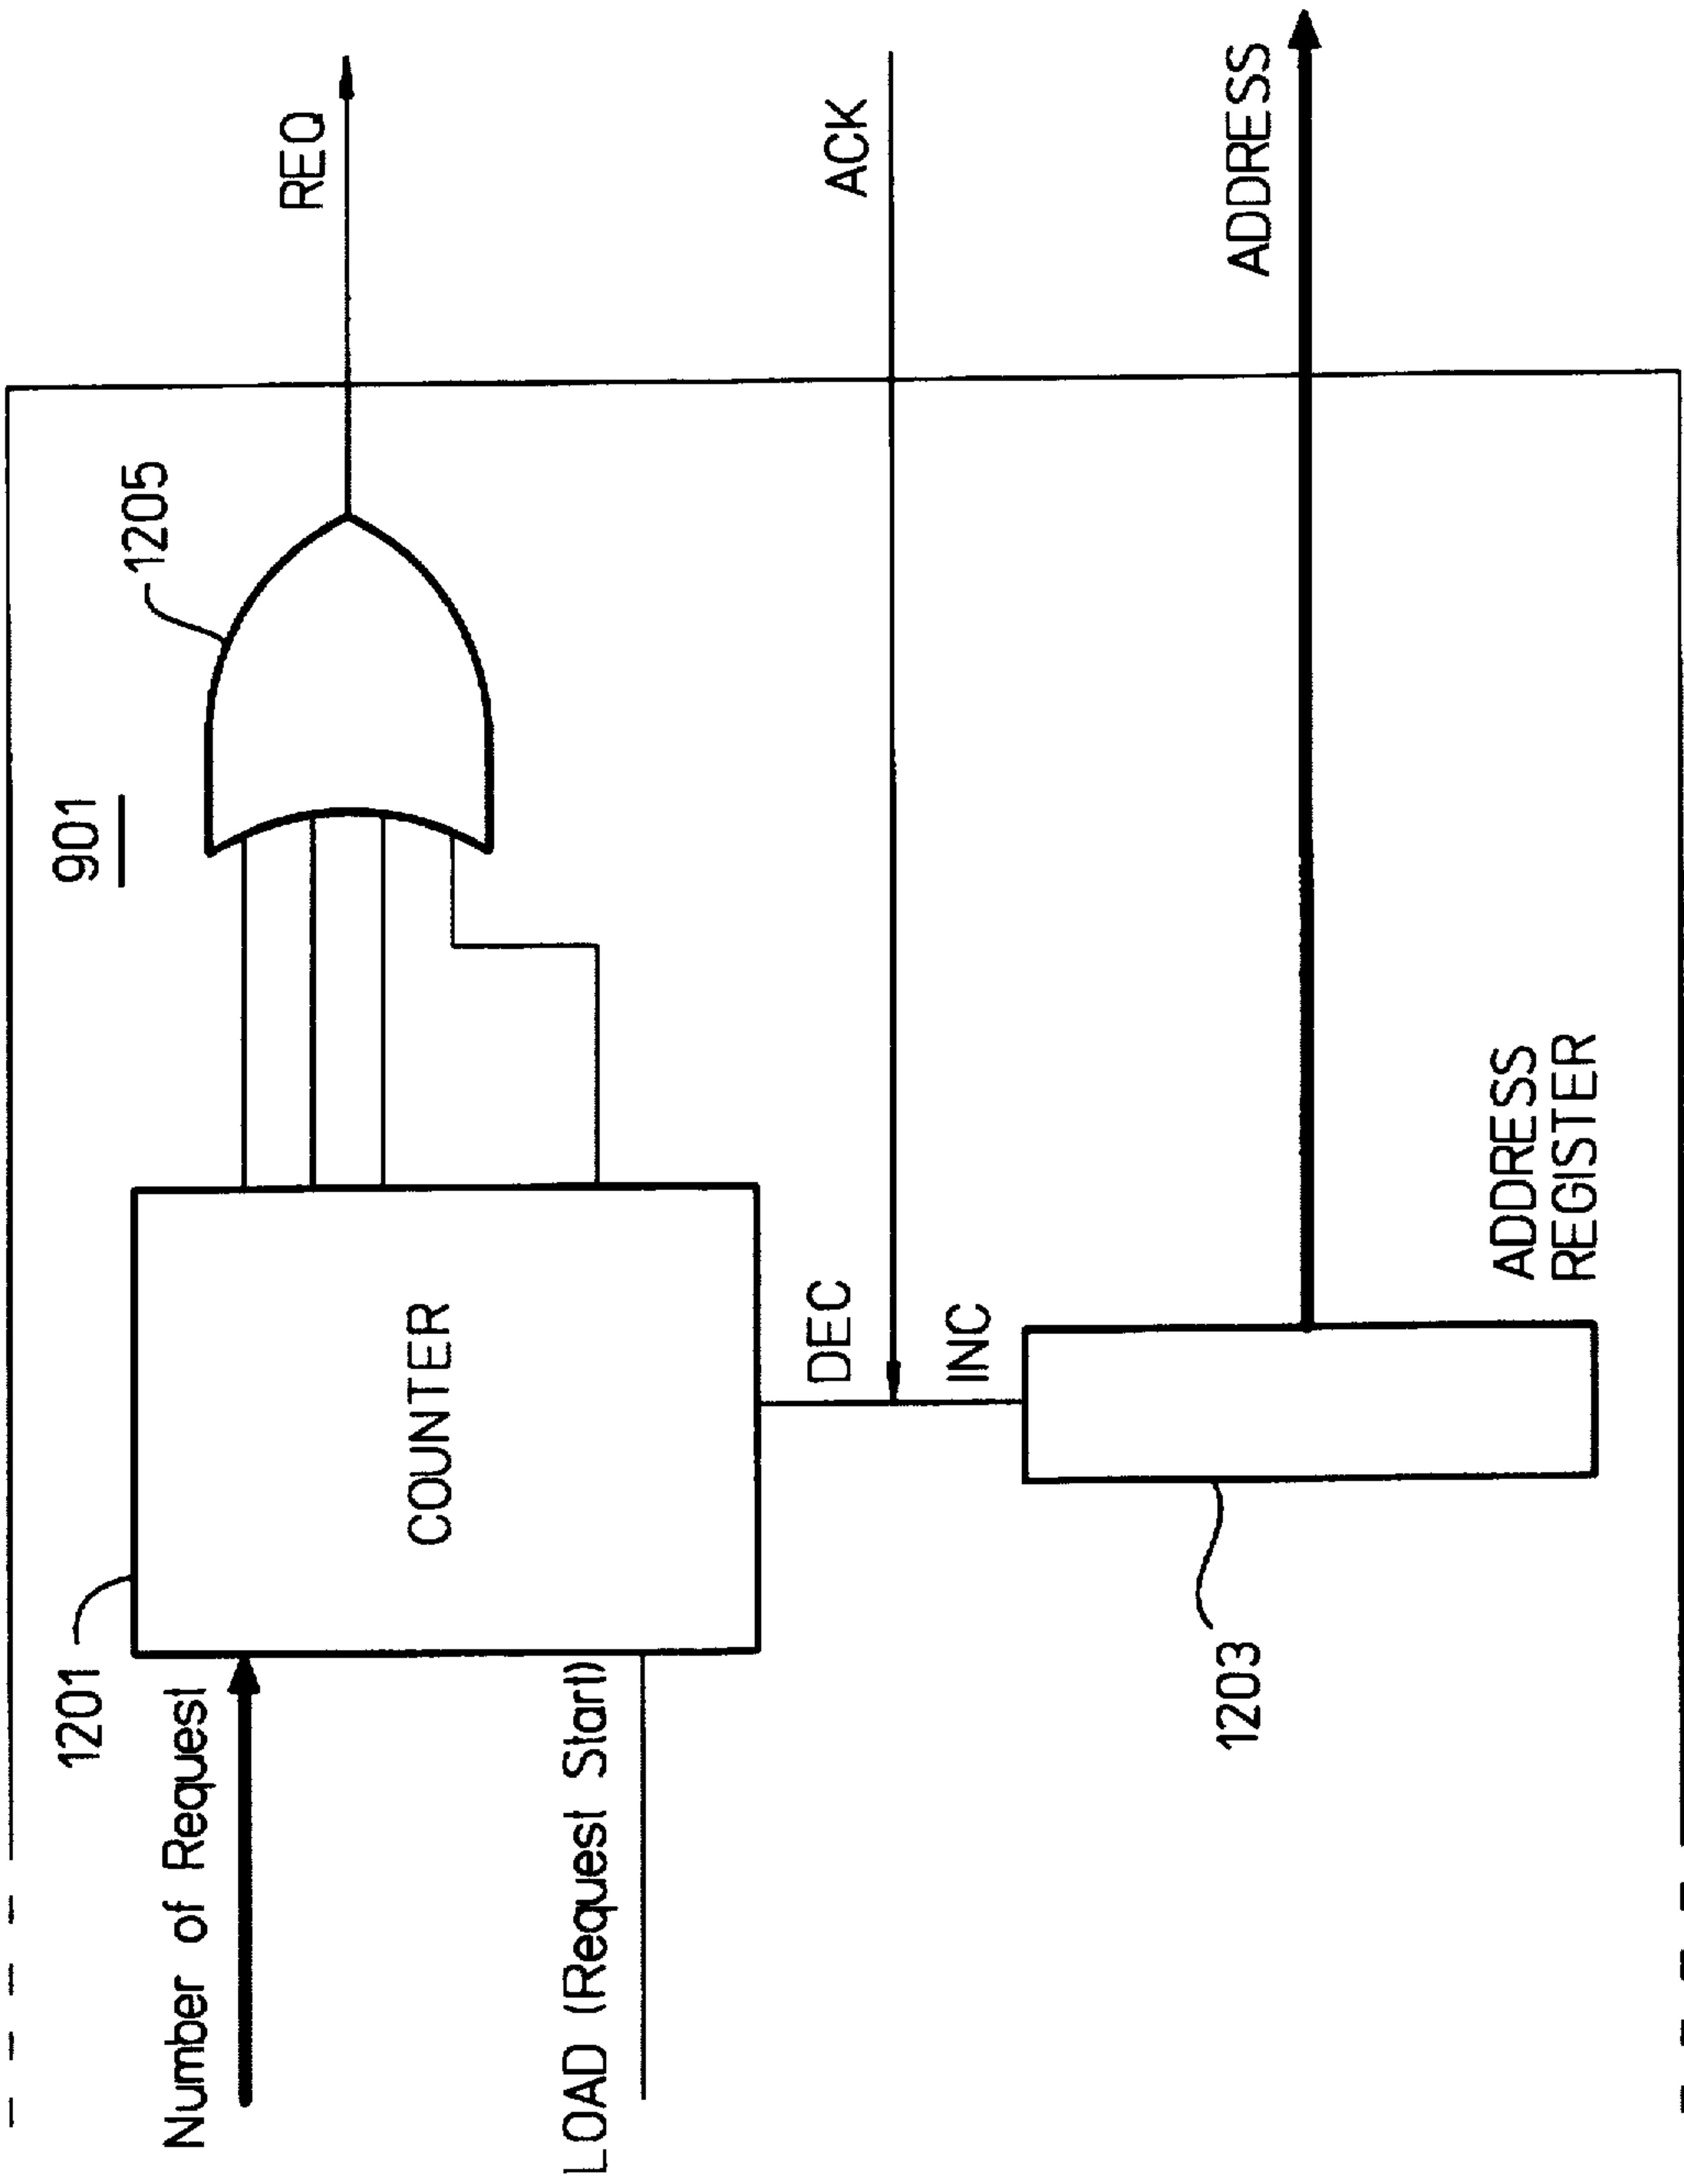 901
1201
1205
REQ
Number of Request
COUNTER
LOAD (Request Start)
DEC
ACK
INC
1203
ADDRESS
REGISTER
ADDRESS